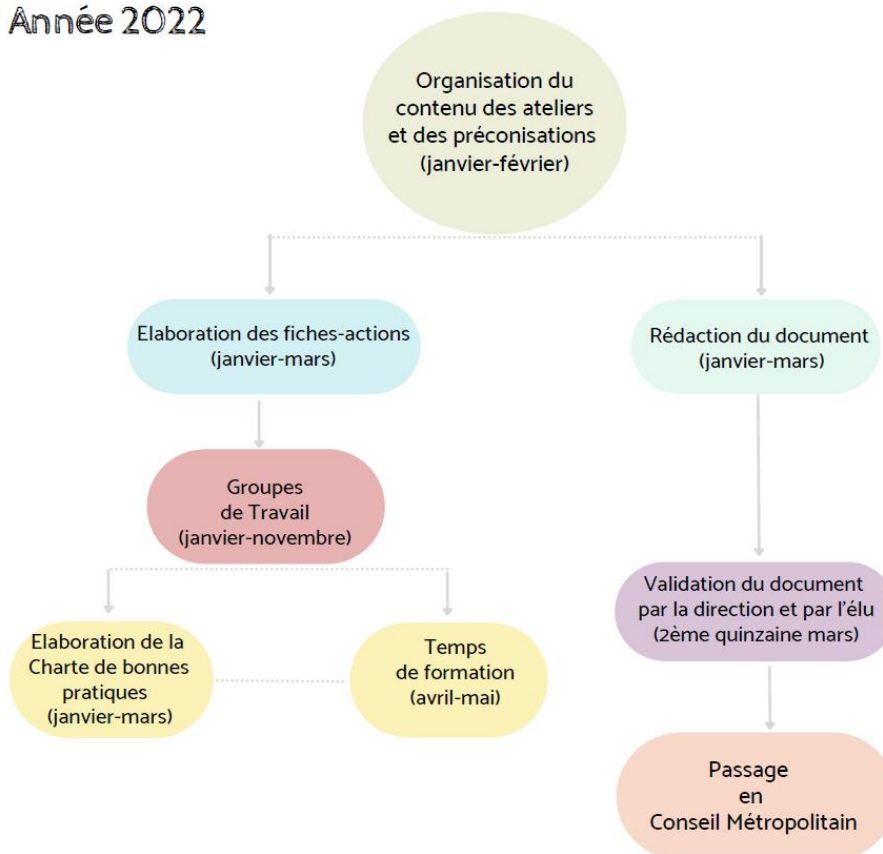 Année 2022
Organisation du
contenu des ateliers
et des préconisations
(janvier-février)
Elaboration des fiches-actions
(janvier-mars)
Rédaction du document
(janvier-mars)
Groupes
de Travail
(janvier-novembre)
Validation du document
par la direction et par l'élu
(2ème quinzaine mars)
Elaboration de la
Charte de bonnes
pratiques
(janvier-mars)
Temps
de formation
(avril-mai)
Passage
en
Conseil Métropolitain